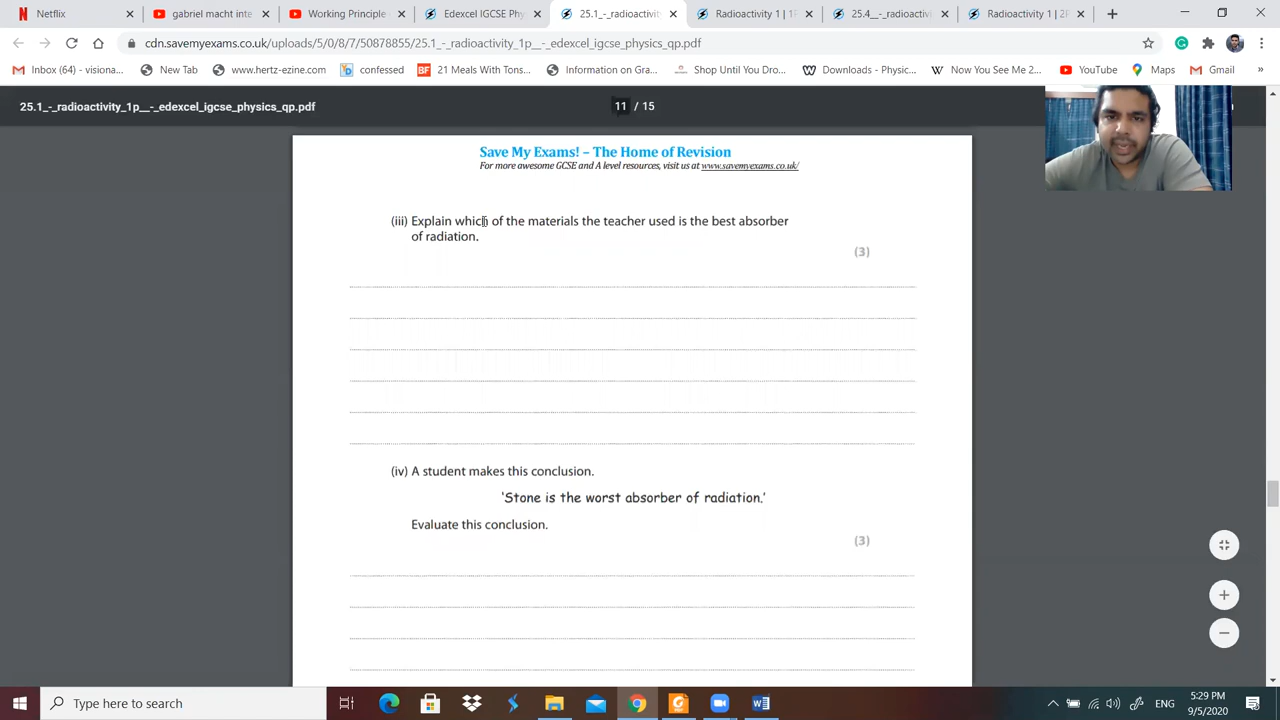 Netflix
gabriel macht inte
Working Principle
Edexcel IGCSE Phy
25.1_-_radioactivit
Radioactivity 1 | 1F
25.4_-_radioactivit
Radioactivity 1 | 2F
cdn.savemyexams.co.uk/uploads/5/0/8/7/50878855/25.1_-_radioactivity_1p__-_edexcel_igcse_physics_qp.pdf
Inbox (64) - visiona...
New Tab
www.hertz-ezine.com
confessed
21 Meals With Tons...
Information on Gra...
Shop Until You Dro...
Downloads - Physic...
Now You See Me 2...
YouTube
Maps
Gmail
»
25.1_-_radioactivity_1p__-_edexcel_igcse_physics_qp.pdf
11 / 15
Save My Exams! – The Home of Revision
For more awesome GCSE and A level resources, visit us at www.savemyexams.co.uk/
(iii) Explain which of the materials the teacher used is the best absorber
of radiation.
(3)
(iv) A student makes this conclusion.
‘Stone is the worst absorber of radiation.’
Evaluate this conclusion.
(3)
Type here to search
ENG
5:29 PM
9/5/2020